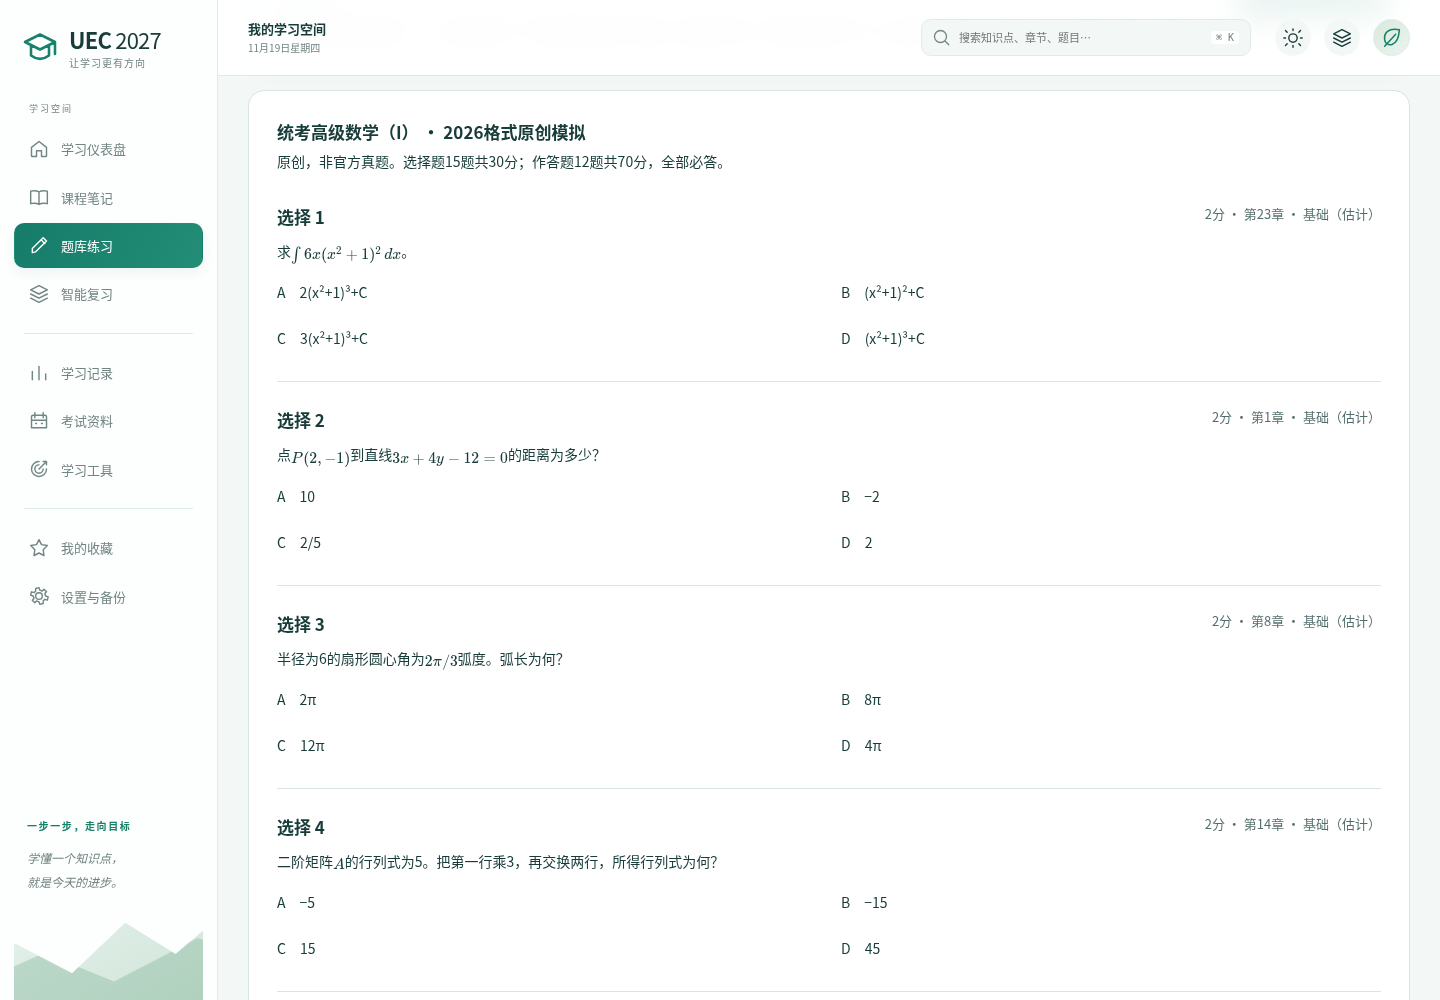 UEC 2027
让学习更有方向
学习空间
学习仪表盘
课程笔记
题库练习
智能复习
学习记录
考试资料
学习工具
我的收藏
设置与备份
一步一步，走向目标
学懂一个知识点，
就是今天的进步。
我的学习空间
11月19日星期四
搜索知识点、章节、题目…
⌘ K
统考高级数学（I） · 2026格式原创模拟
原创，非官方真题。选择题15题共30分；作答题12题共70分，全部必答。
选择 1
2分 · 第23章 · 基础（估计）
求∫ 6x(x² + 1)² dx。
A 2(x²+1)³+C
B (x²+1)²+C
C 3(x²+1)³+C
D (x²+1)³+C
选择 2
2分 · 第1章 · 基础（估计）
点P(2, −1)到直线3x + 4y − 12 = 0的距离为多少？
A 10
B −2
C 2/5
D 2
选择 3
2分 · 第8章 · 基础（估计）
半径为6的扇形圆心角为2π/3弧度。弧长为何？
A 2π
B 8π
C 12π
D 4π
选择 4
2分 · 第14章 · 基础（估计）
二阶矩阵A的行列式为5。把第一行乘3，再交换两行，所得行列式为何？
A −5
B −15
C 15
D 45